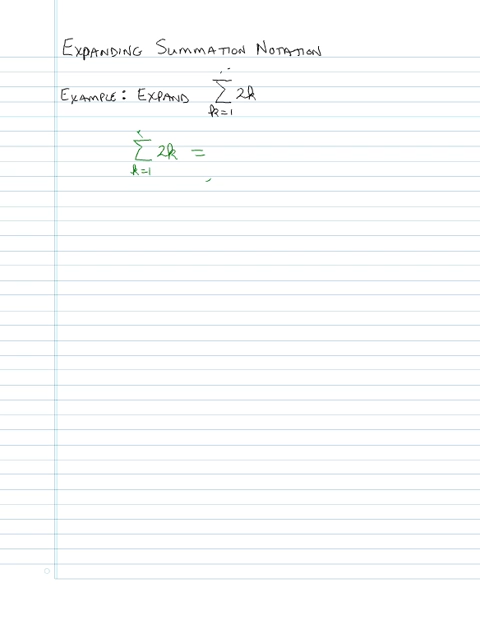 EXPANDING SUMMATION NOTATION
EXAMPLE: EXPAND ∑ 2k
k=1
∑ 2k =
k=1